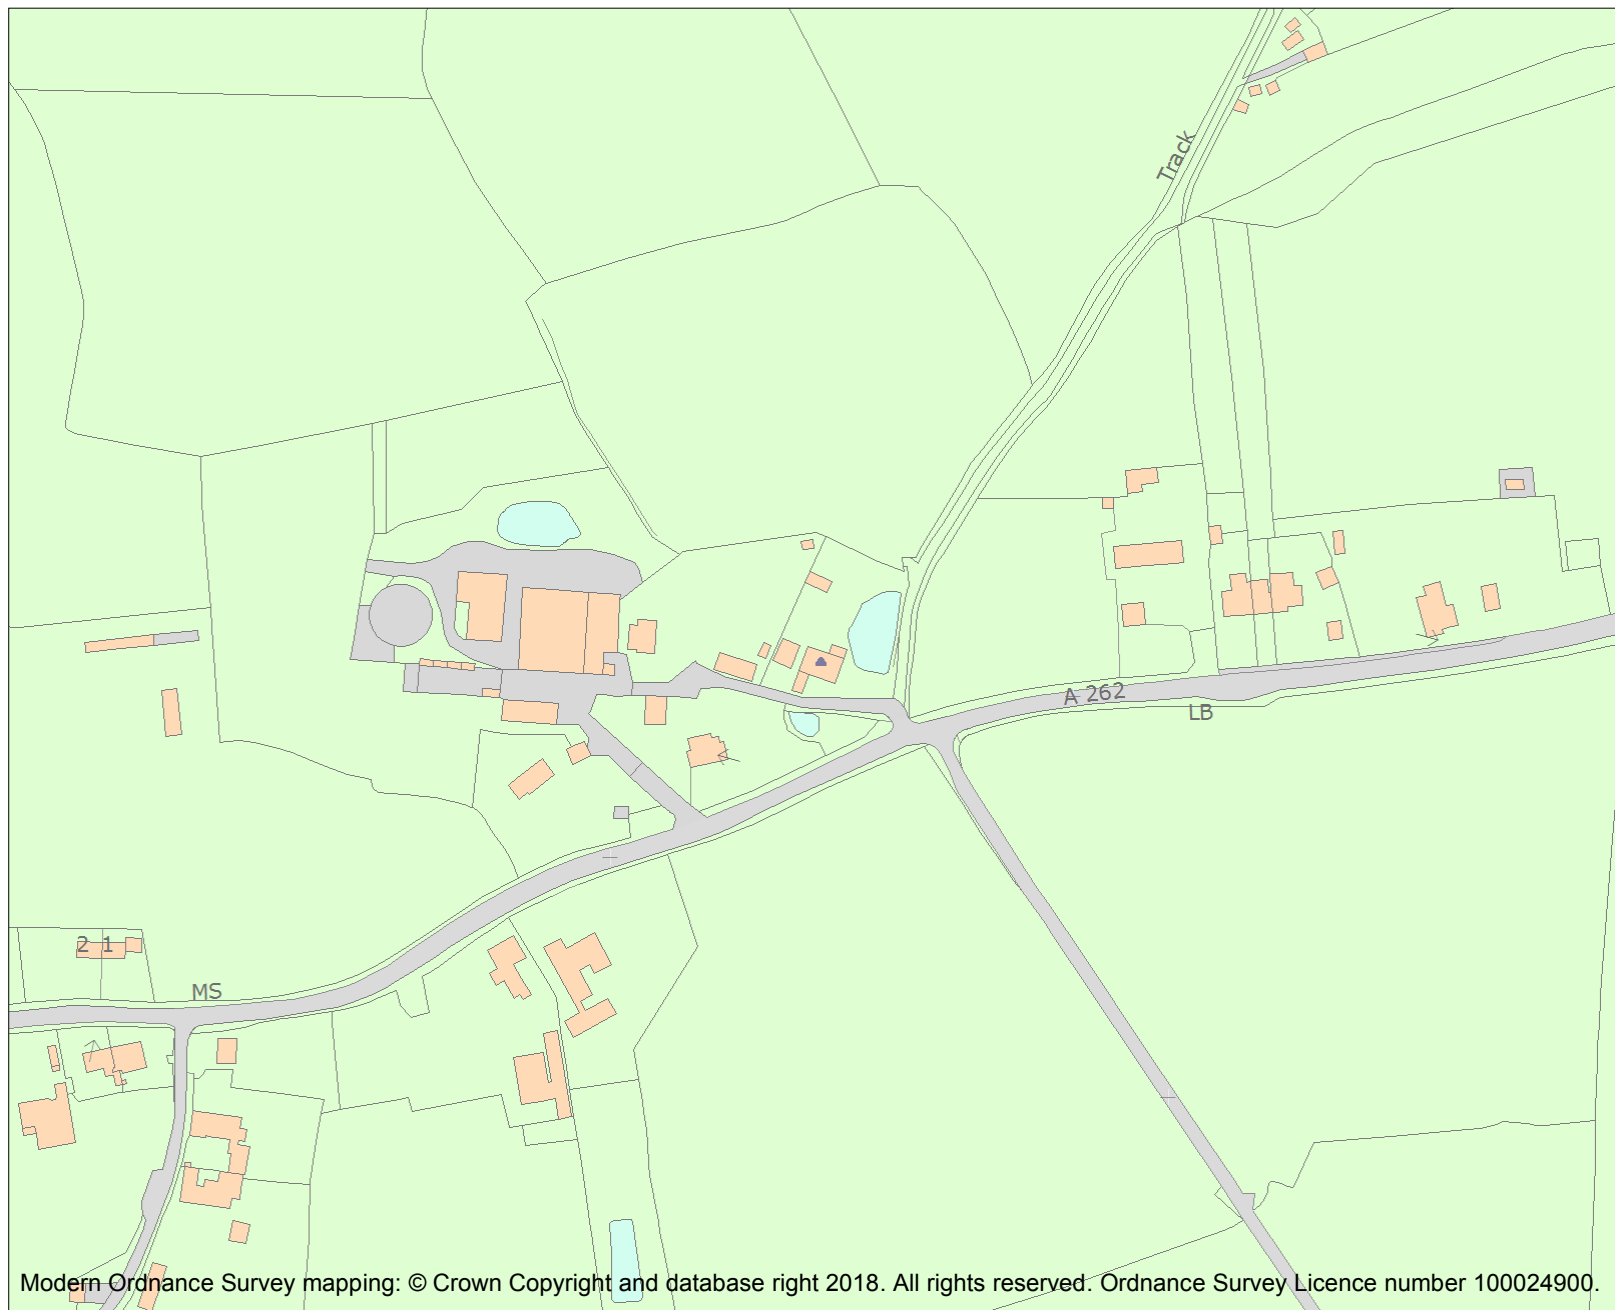 Track
A 262
LB
2 1
MS
Modern Ordnance Survey mapping: © Crown Copyright and database right 2018. All rights reserved. Ordnance Survey Licence number 100024900.